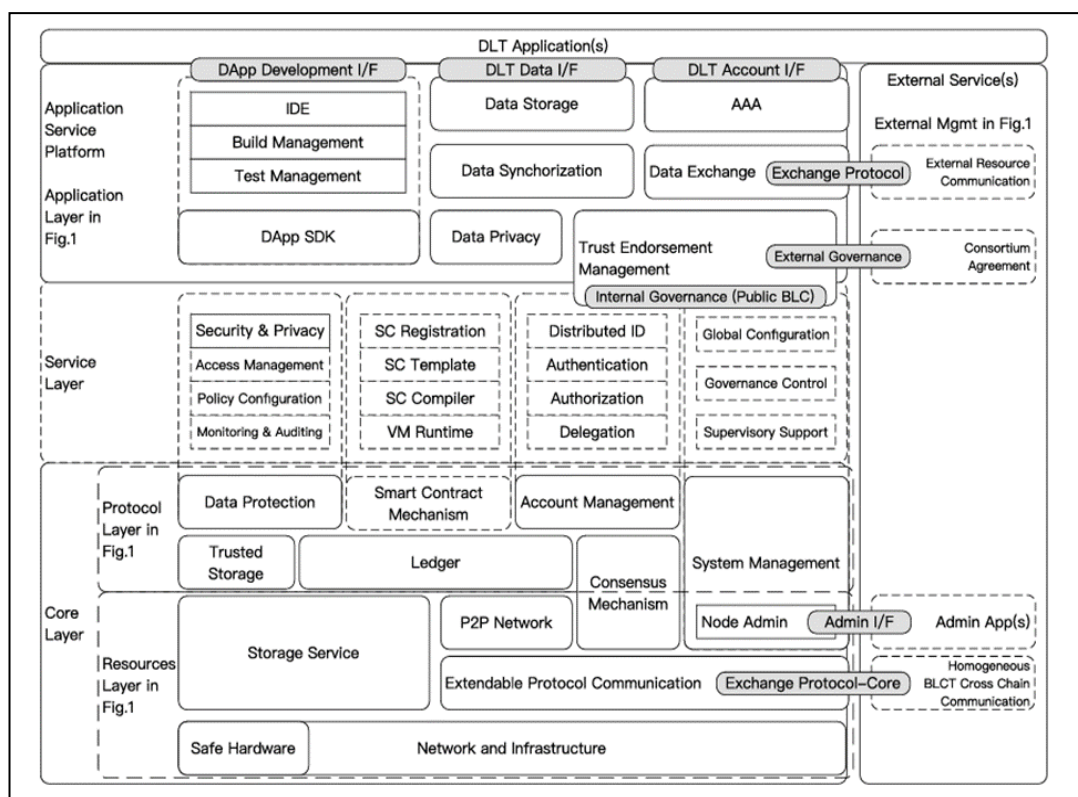 DLT Application(s)
DApp Development I/F
DLT Data I/F
DLT Account I/F
External Service(s)
External Mgmt in Fig.1
Application
Service
Platform
Application
Layer in
Fig.1
IDE
Build Management
Test Management
DApp SDK
Data Storage
Data Synchorization
Data Privacy
AAA
Data Exchange
Exchange Protocol
External Resource
Communication
Trust Endorsement
Management
External Governance
Consortium
Agreement
Internal Governance (Public BLC)
Service
Layer
Security & Privacy
Access Management
Policy Configuration
Monitoring & Auditing
SC Registration
SC Template
SC Compiler
VM Runtime
Distributed ID
Authentication
Authorization
Delegation
Global Configuration
Governance Control
Supervisory Support
Core
Layer
Protocol
Layer in
Fig.1
Data Protection
Smart Contract
Mechanism
Account Management
Trusted
Storage
Ledger
Consensus
Mechanism
System Management
Resources
Layer in
Fig.1
Storage Service
P2P Network
Node Admin
Admin I/F
Admin App(s)
Extendable Protocol Communication
Exchange Protocol-Core
Homogeneous
BLCT Cross Chain
Communication
Safe Hardware
Network and Infrastructure